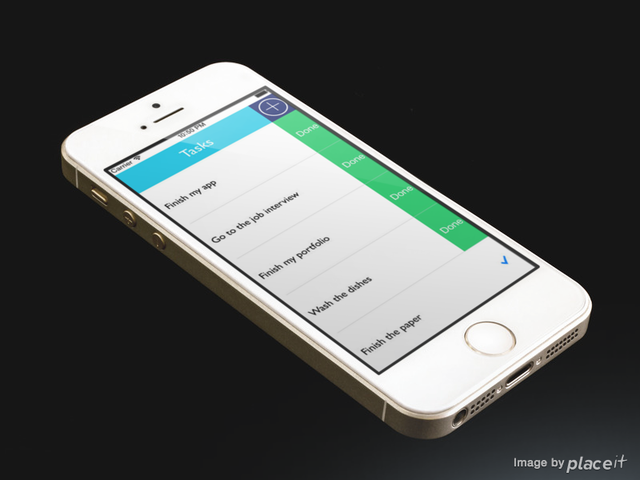 Carrier 10:50 PM
Tasks
Finish my app Done
Go to the job interview Done
Finish my portfolio Done
Wash the dishes Done
Finish the paper
Image by placeit